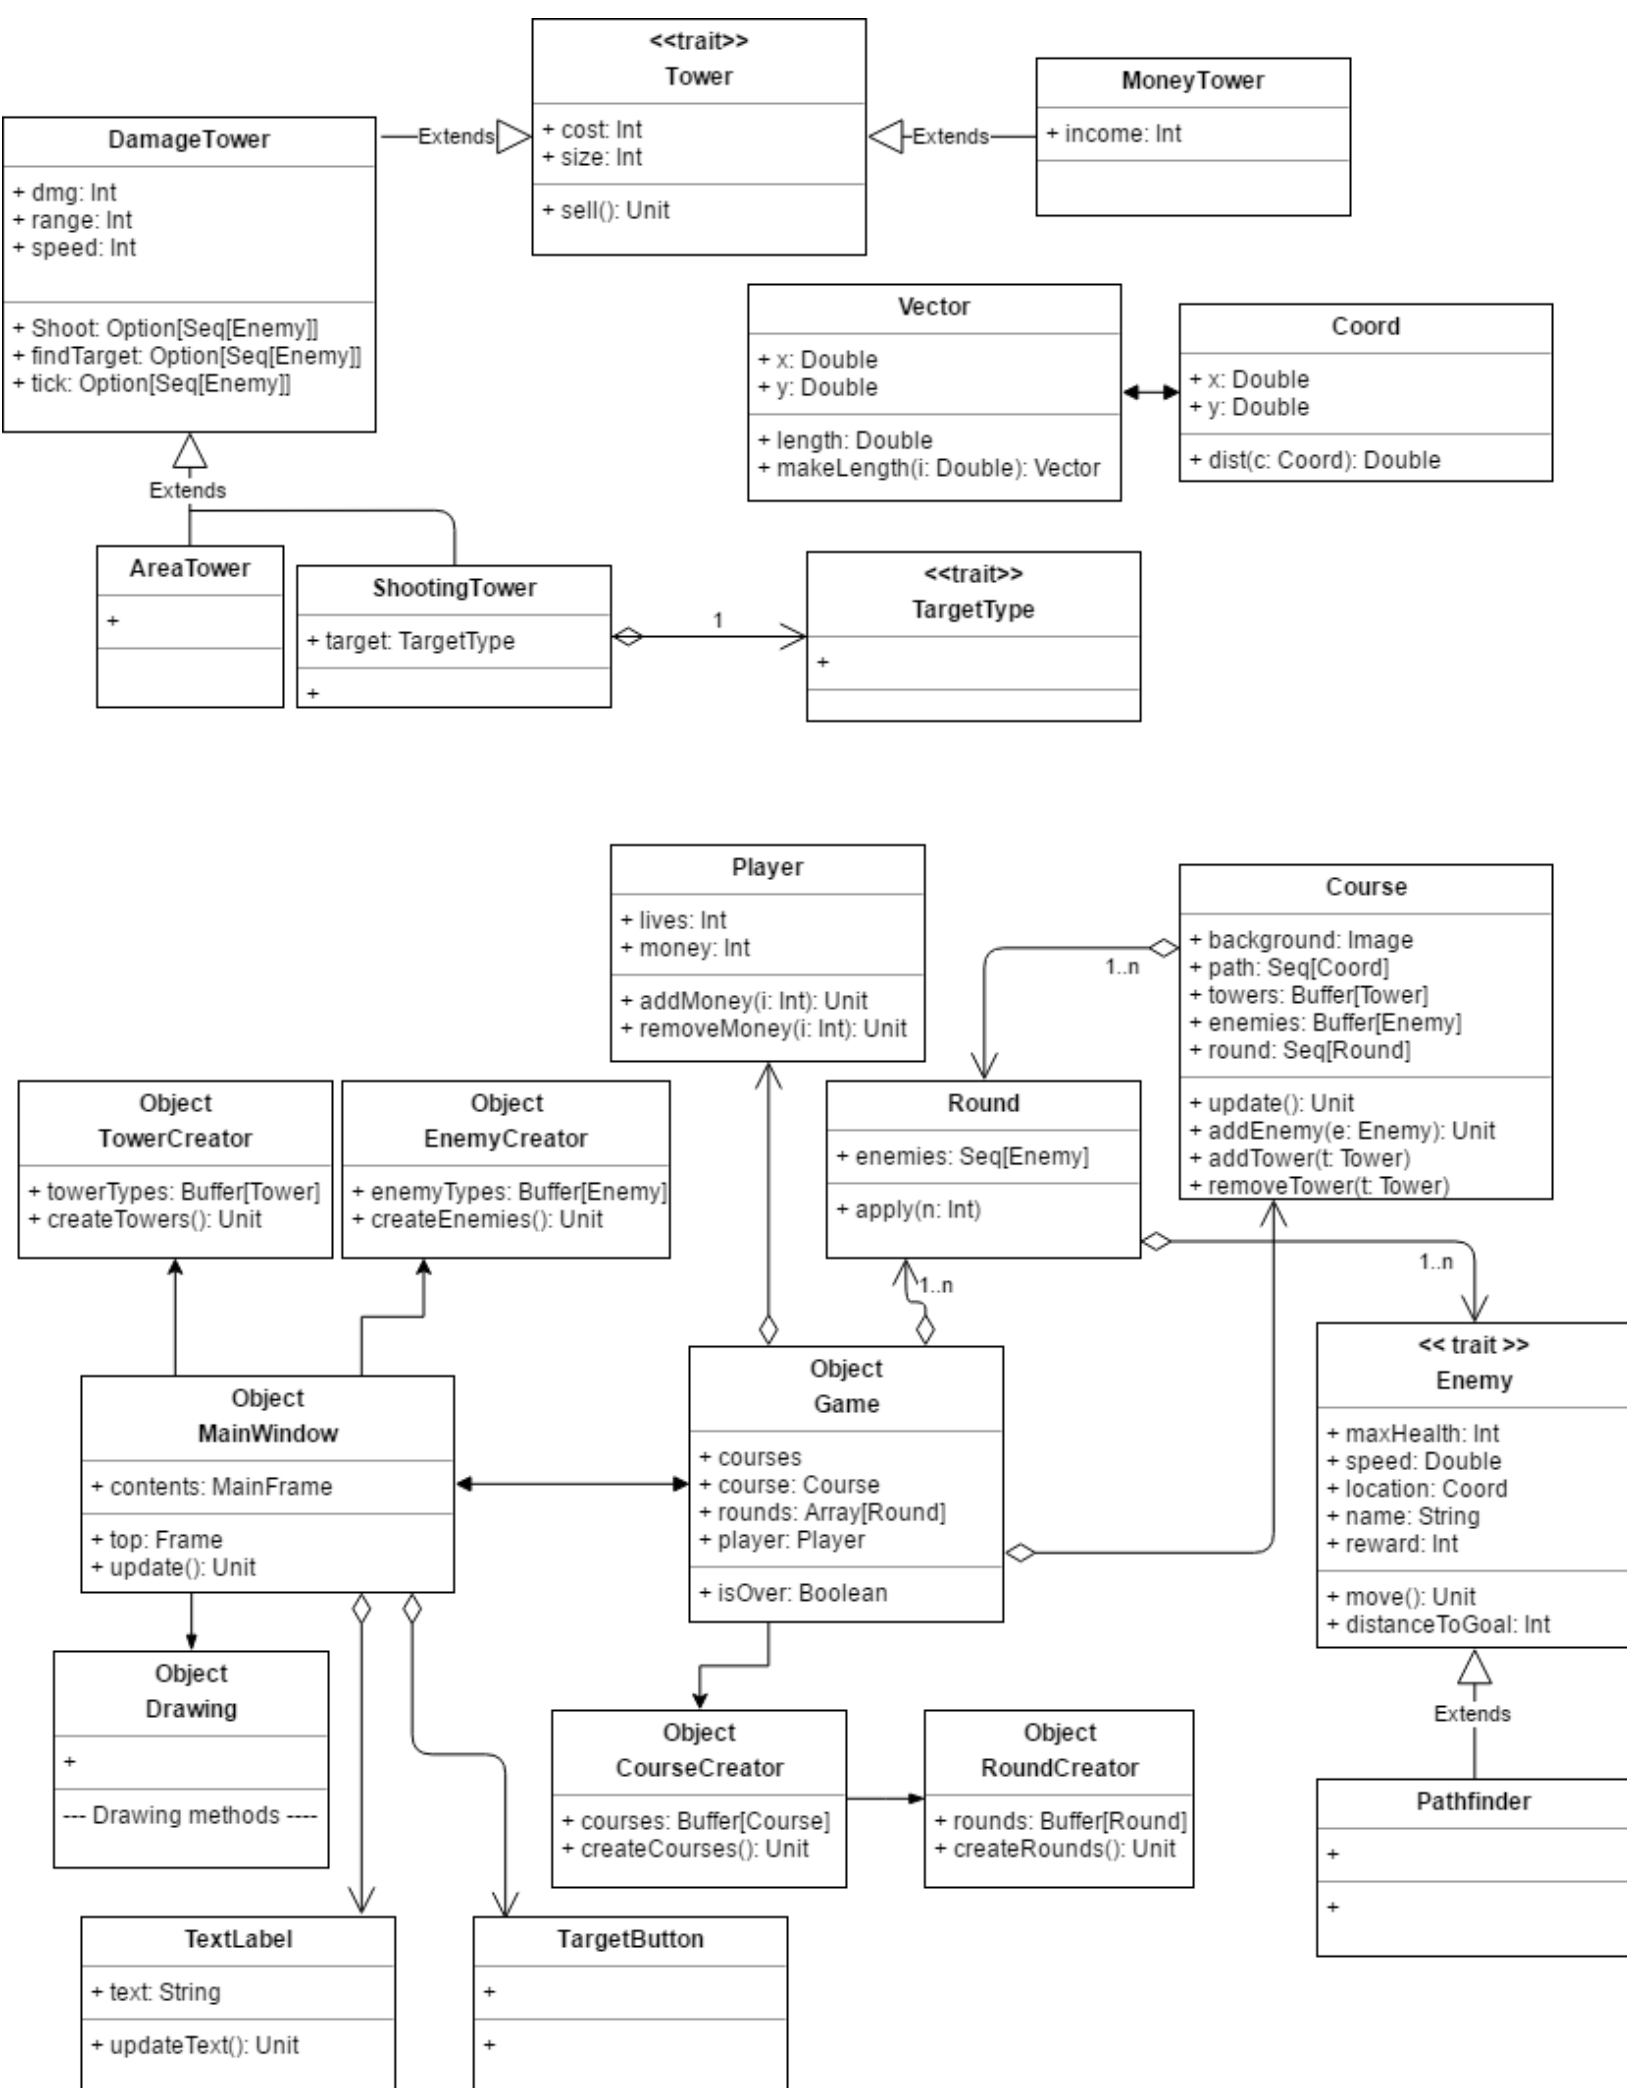 <<trait>>
Tower
+ cost: Int
+ size: Int
+ sell(): Unit
MoneyTower
+ income: Int
Extends
Extends
DamageTower
+ dmg: Int
+ range: Int
+ speed: Int
+ Shoot: Option[Seq[Enemy]]
+ findTarget: Option[Seq[Enemy]]
+ tick: Option[Seq[Enemy]]
Vector
+ x: Double
+ y: Double
+ length: Double
+ makeLength(i: Double): Vector
Coord
+ x: Double
+ y: Double
+ dist(c: Coord): Double
Extends
AreaTower
+
ShootingTower
+ target: TargetType
+
1
<<trait>>
TargetType
+
Player
+ lives: Int
+ money: Int
+ addMoney(i: Int): Unit
+ removeMoney(i: Int): Unit
Course
+ background: Image
+ path: Seq[Coord]
+ towers: Buffer[Tower]
+ enemies: Buffer[Enemy]
+ round: Seq[Round]
+ update(): Unit
+ addEnemy(e: Enemy): Unit
+ addTower(t: Tower)
+ removeTower(t: Tower)
1..n
Object
TowerCreator
+ towerTypes: Buffer[Tower]
+ createTowers(): Unit
Object
EnemyCreator
+ enemyTypes: Buffer[Enemy]
+ createEnemies(): Unit
Round
+ enemies: Seq[Enemy]
+ apply(n: Int)
1..n
1..n
Object
MainWindow
+ contents: MainFrame
+ top: Frame
+ update(): Unit
Object
Game
+ courses
+ course: Course
+ rounds: Array[Round]
+ player: Player
+ isOver: Boolean
<< trait >>
Enemy
+ maxHealth: Int
+ speed: Double
+ location: Coord
+ name: String
+ reward: Int
+ move(): Unit
+ distanceToGoal: Int
Extends
Object
Drawing
+
--- Drawing methods ----
Object
CourseCreator
+ courses: Buffer[Course]
+ createCourses(): Unit
Object
RoundCreator
+ rounds: Buffer[Round]
+ createRounds(): Unit
Pathfinder
+
+
TextLabel
+ text: String
+ updateText(): Unit
TargetButton
+
+